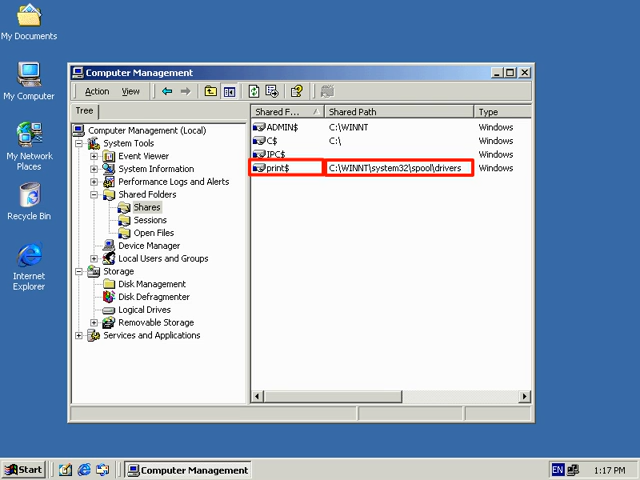 My Documents
My Computer
My Network
Places
Recycle Bin
Internet
Explorer
Computer Management
Action View
Tree
Computer Management (Local)
System Tools
Event Viewer
System Information
Performance Logs and Alerts
Shared Folders
Shares
Sessions
Open Files
Device Manager
Local Users and Groups
Storage
Disk Management
Disk Defragmenter
Logical Drives
Removable Storage
Services and Applications
Shared F... Shared Path Type
ADMIN$ C:\WINNT Windows
C$ C:\ Windows
IPC$ Windows
print$ C:\WINNT\system32\spool\drivers Windows
Start Computer Management EN 1:17 PM